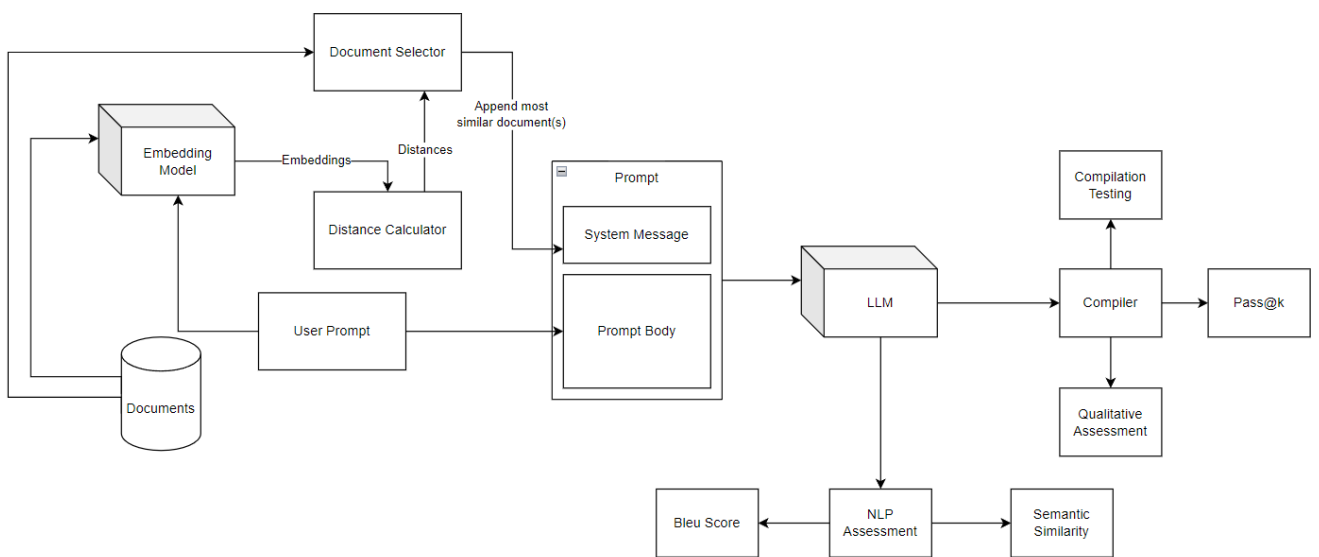 Document Selector
Append most
similar document(s)
Embedding
Model
Embeddings
Distances
Distance Calculator
User Prompt
Documents
Prompt
System Message
Prompt Body
LLM
Compilation
Testing
Compiler
Pass@k
Qualitative
Assessment
Bleu Score
NLP
Assessment
Semantic
Similarity